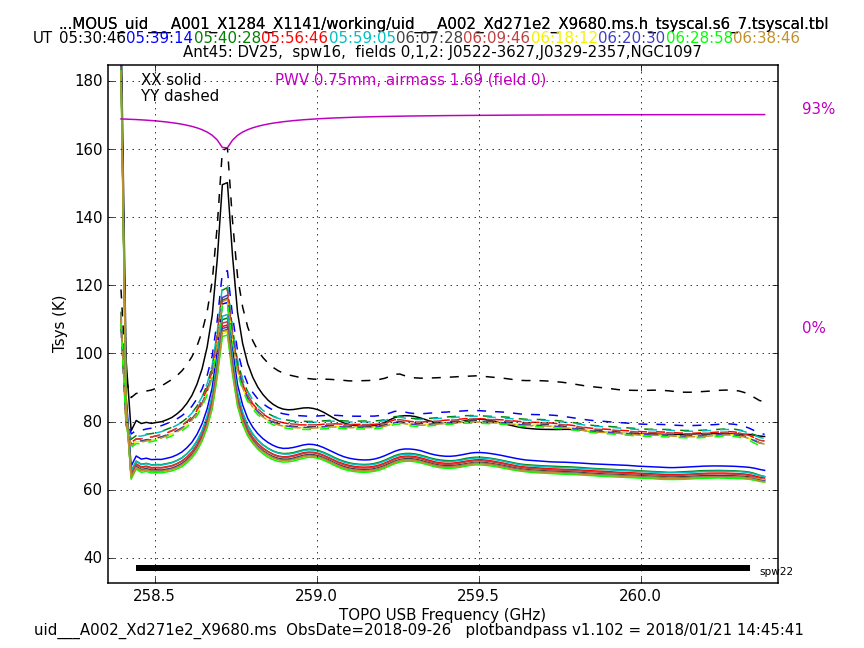 ...MOUS_uid___A001_X1284_X1141/working/uid___A002_Xd271e2_X9680.ms.h_tsyscal.s6_7.tsyscal.tbl
UT 05:30:46 05:39:14 05:40:28 05:56:46 05:59:05 06:07:28 06:09:46 06:18:12 06:20:30 06:28:58 06:38:46
Ant45: DV25, spw16, fields 0,1,2: J0522-3627,J0329-2357,NGC1097
XX solid
YY dashed
PWV 0.75mm, airmass 1.69 (field 0)
93%
0%
180
160
140
120
100
80
60
40
Tsys (K)
spw22
258.5 259.0 259.5 260.0
TOPO USB Frequency (GHz)
uid___A002_Xd271e2_X9680.ms ObsDate=2018-09-26 plotbandpass v1.102 = 2018/01/21 14:45:41